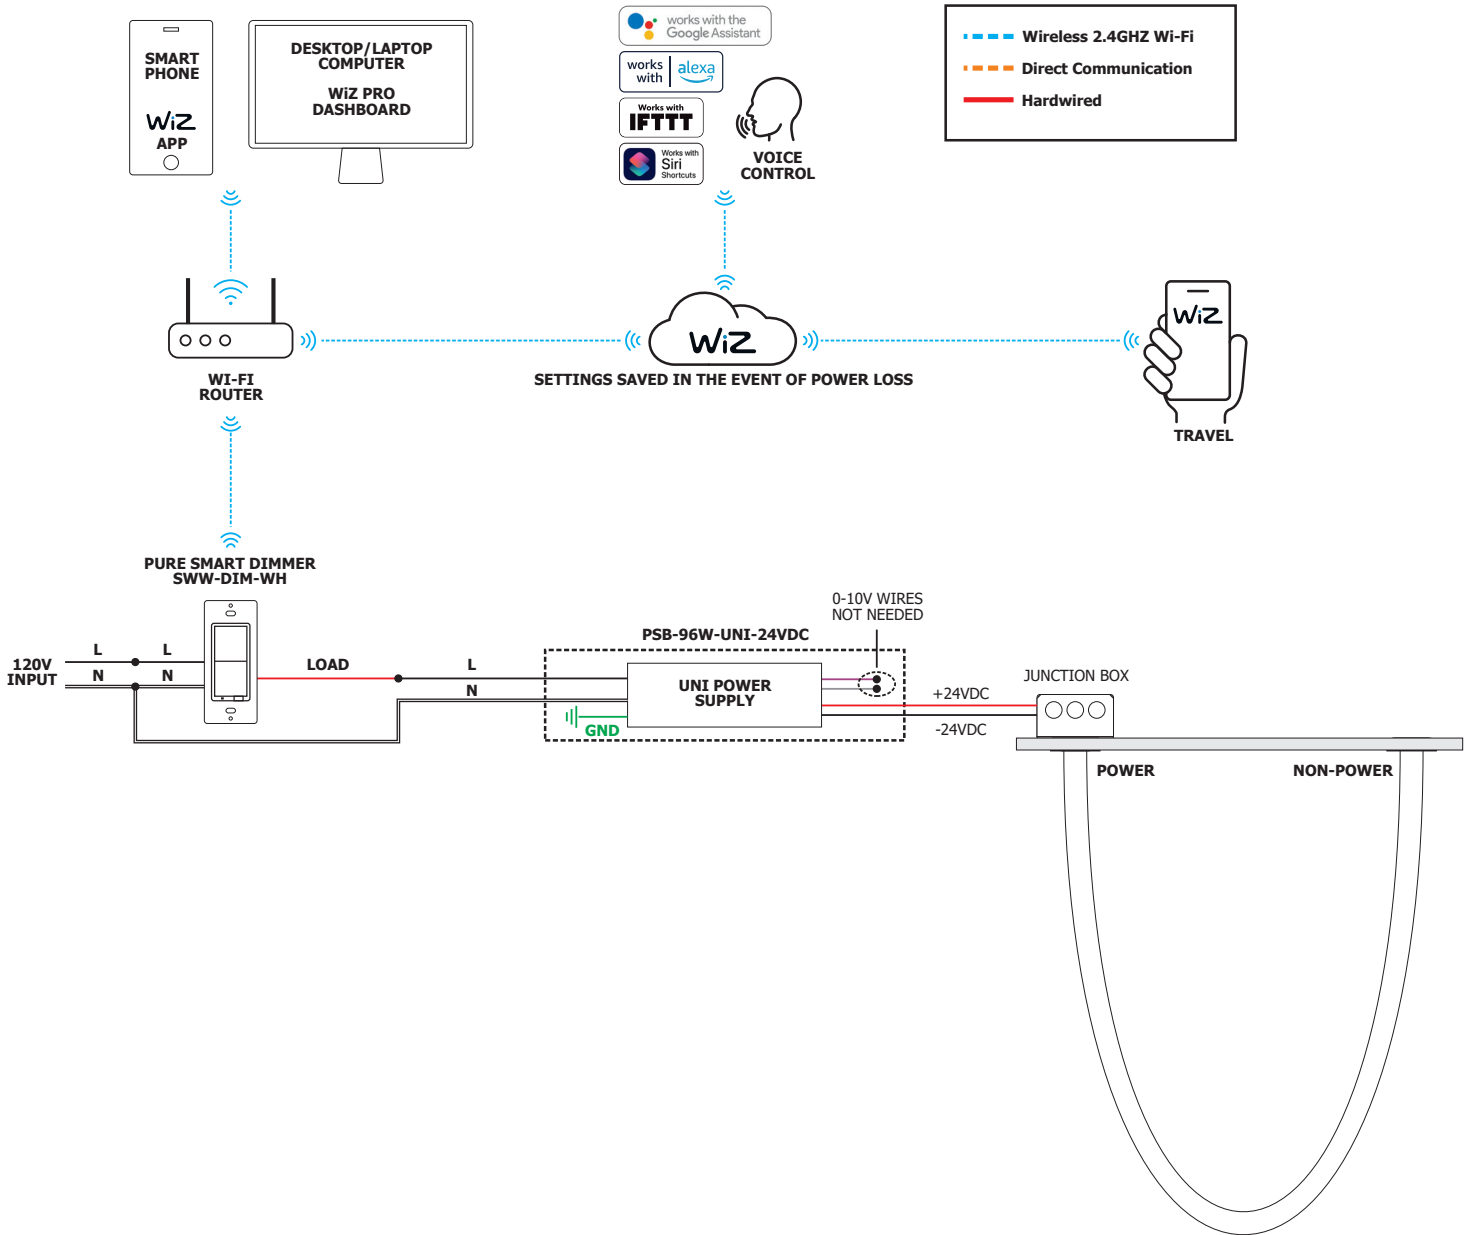 SMART
PHONE
WiZ
APP
DESKTOP/LAPTOP
COMPUTER
WiZ PRO
DASHBOARD
works with the
Google Assistant
works
with
alexa
Works with
IFTTT
Works with
Siri
Shortcuts
VOICE
CONTROL
Wireless 2.4GHZ Wi-Fi
Direct Communication
Hardwired
WI-FI
ROUTER
WiZ
SETTINGS SAVED IN THE EVENT OF POWER LOSS
WiZ
TRAVEL
PURE SMART DIMMER
SWW-DIM-WH
120V
INPUT
L
L
N
N
LOAD
L
N
PSB-96W-UNI-24VDC
UNI POWER
SUPPLY
GND
0-10V WIRES
NOT NEEDED
+24VDC
-24VDC
JUNCTION BOX
POWER
NON-POWER